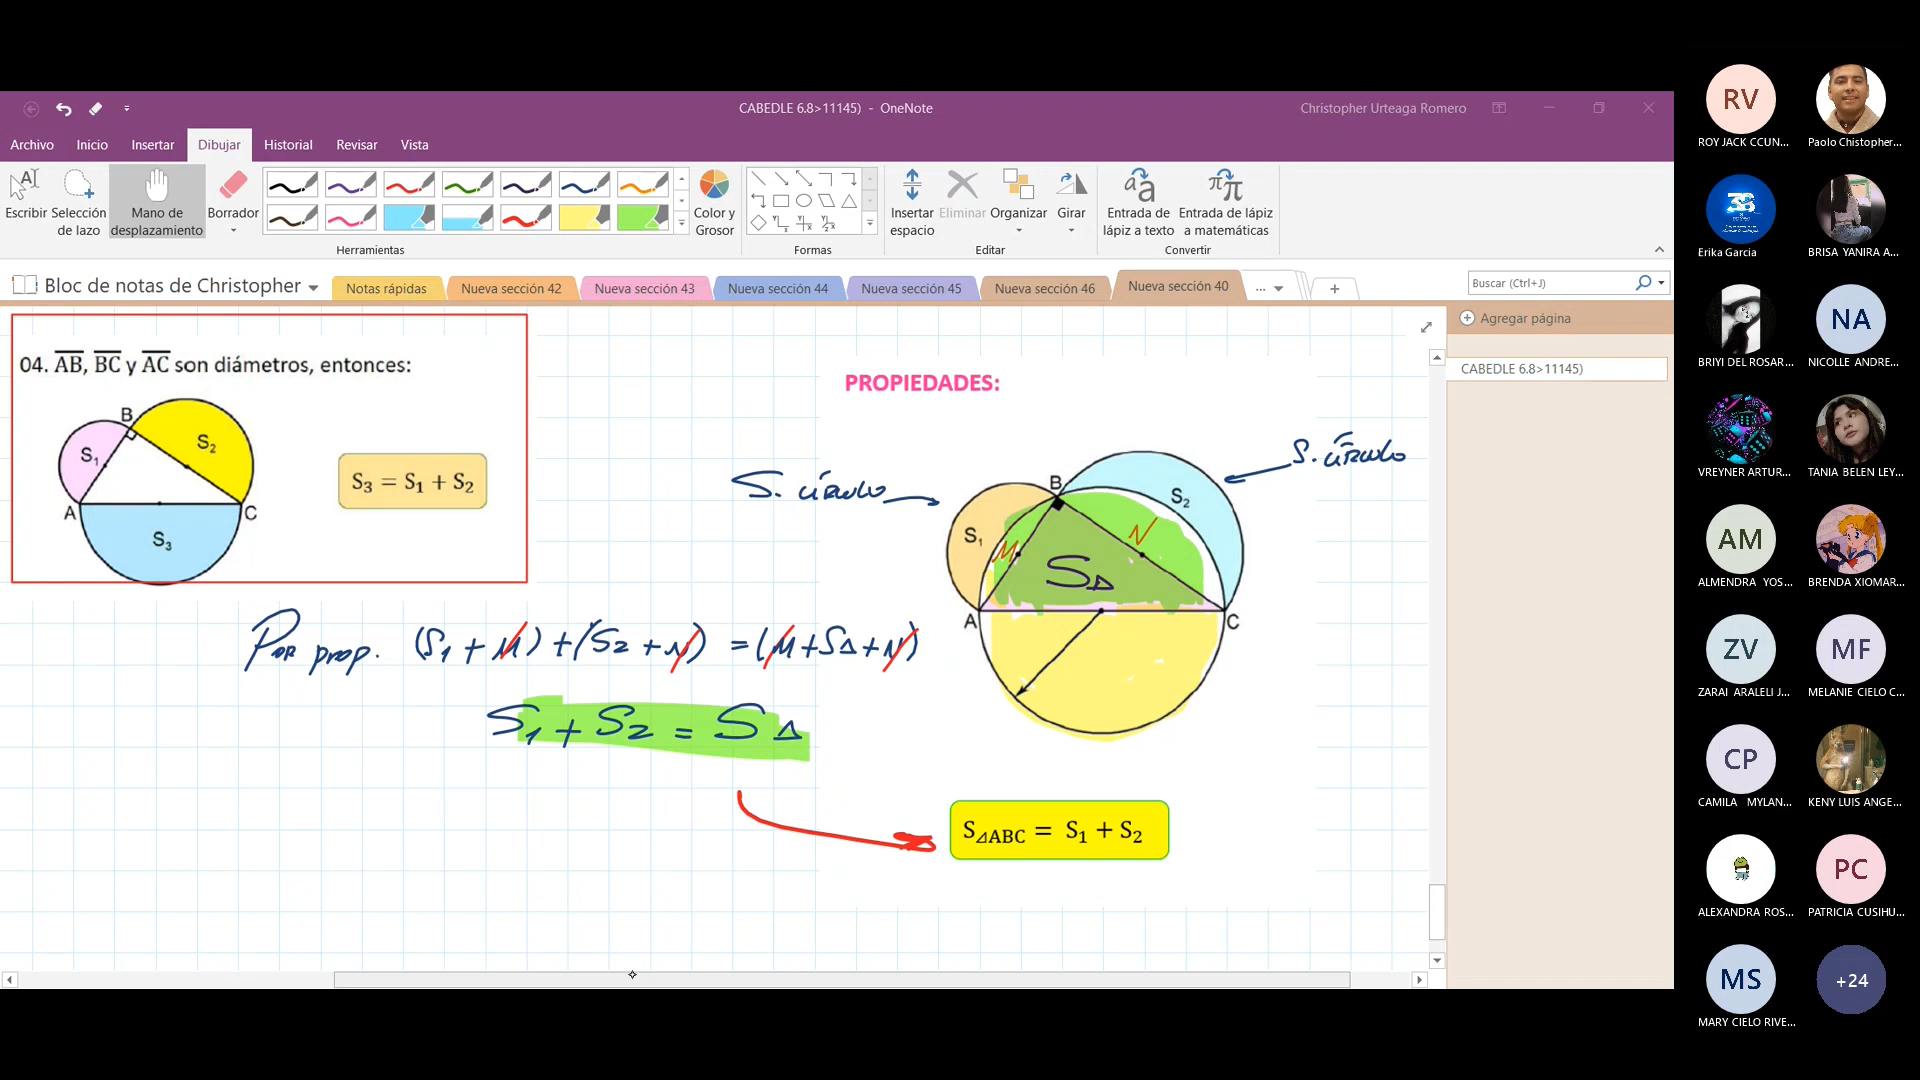 CABEDLE 6.8>11145) - OneNote
Christopher Urteaga Romero
Archivo Inicio Insertar Dibujar Historial Revisar Vista
Escribir
Selección de lazo
Mano de desplazamiento
Borrador
Color y Grosor
Insertar espacio
Eliminar
Organizar
Girar
Entrada de lápiz a texto
Entrada de lápiz a matemáticas
Herramientas
Formas
Editar
Convertir
Bloc de notas de Christopher
Notas rápidas
Nueva sección 42
Nueva sección 43
Nueva sección 44
Nueva sección 45
Nueva sección 46
Nueva sección 40
...
Buscar (Ctrl+J)
Agregar página
CABEDLE 6.8>11145)
04. AB, BC y AC son diámetros, entonces:
B
S₁
S₂
A
C
S₃
S₃ = S₁ + S₂
PROPIEDADES:
S. círculo
S. círculo
B
S₂
S₁
M
N
S△
A
C
Por prop. (S₁ + M) + (S₂ + N) = (M + S△ + N)
S₁ + S₂ = S△
S⊿ABC = S₁ + S₂
RV
ROY JACK CCUN...
Paolo Chistopher...
Erika Garcia
BRISA YANIRA A...
BRIYI DEL ROSAR...
NA
NICOLLE ANDRE...
VREYNER ARTUR...
TANIA BELEN LEY...
AM
ALMENDRA YOS...
BRENDA XIOMAR...
ZV
ZARAI ARALELI J...
MF
MELANIE CIELO C...
CP
CAMILA MYLAN...
KENY LUIS ANGE...
ALEXANDRA ROS...
PC
PATRICIA CUSIHU...
MS
MARY CIELO RIVE...
+24